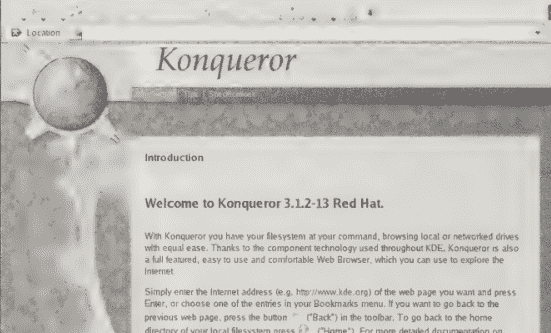 Location
Konqueror
Introduction
Welcome to Konqueror 3.1.2-13 Red Hat.
With Konqueror you have your filesystem at your command, browsing local or networked drives
with equal ease. Thanks to the component technology used throughout KDE, Konqueror is also
a full featured, easy to use and comfortable Web Browser, which you can use to explore the
Internet.
Simply enter the Internet address (e.g. http://www.kde.org) of the web page you want and press
Enter, or choose one of the entries in your Bookmarks menu. If you want to go back to the
previous web page, press the button ("Back") in the toolbar. To go back to the home
directory of your local filesystem press ("Home"). For more detailed documentation on